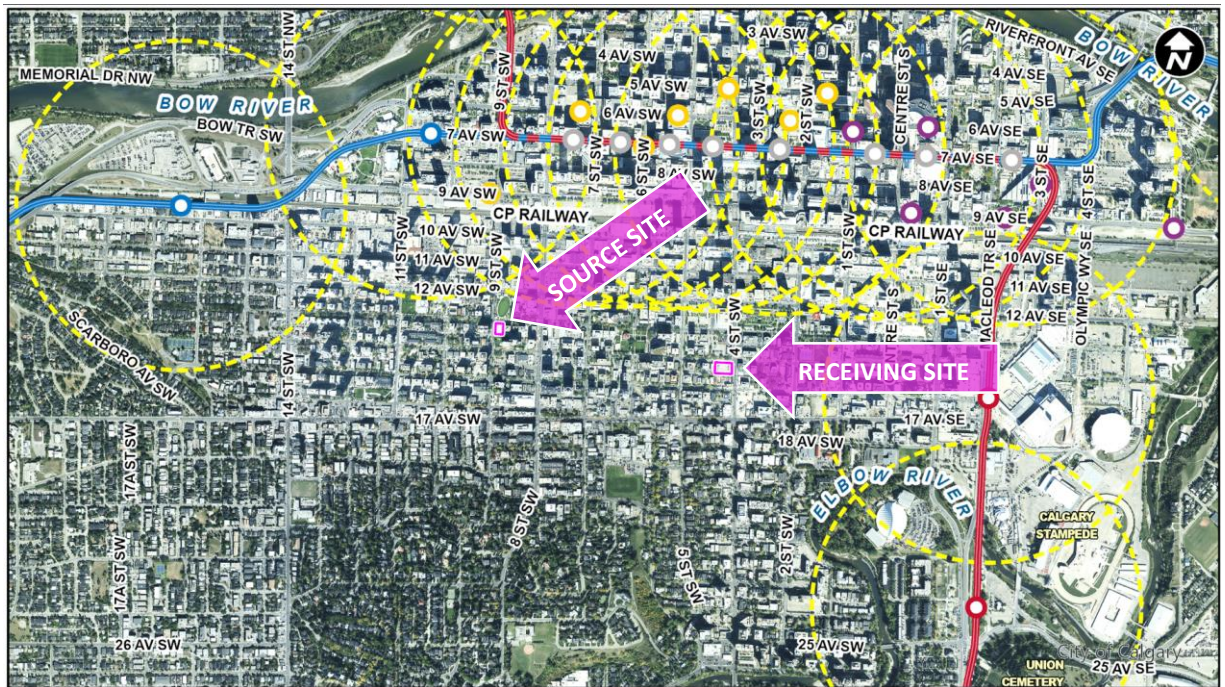 14 ST NW
3 AV SW
RIVERFRONT AV SE
BOW RIVER
N
MEMORIAL DR NW
BOW RIVER
BOW TR SW
9 ST SW
4 AV SW
5 AV SW
6 AV SW
7 AV SW
3 ST SW
2 ST SW
CENTRE ST S
4 AV SE
5 AV SE
6 AV SE
7 AV SE
7 ST SW
6 ST SW
8 AV SW
8 AV SE
3 ST SE
4 ST SE
9 AV SW
CP RAILWAY
CP RAILWAY
9 AV SE
11 ST SW
10 AV SW
11 AV SW
12 AV SW
9 ST SW
SOURCE SITE
1 ST SW
1 ST SE
MACLEOD TR SE
OLYMPIC WY SE
10 AV SE
11 AV SE
12 AV SE
SCARBORO AV SW
14 ST SW
4 ST SW
RECEIVING SITE
17 AV SW
17 AV SE
18 AV SW
17A ST SW
8 ST SW
ELBOW RIVER
CALGARY
STAMPEDE
17A ST SW
5 ST SW
2 ST SW
26 AV SW
25 AV SW
City of Calgary
UNION
CEMETERY
25 AV SE